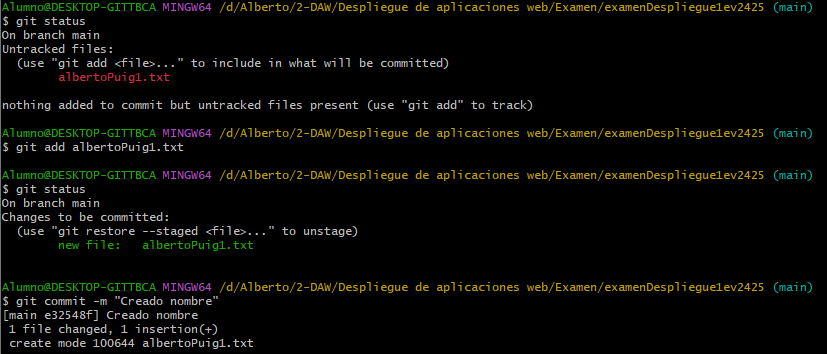 Alumno@DESKTOP-GITTBCA MINGW64 /d/Alberto/2-DAW/Despliegue de aplicaciones web/Examen/examenDespliegue1ev2425 (main)
$ git status
On branch main
Untracked files:
  (use "git add <file>..." to include in what will be committed)
        albertoPuig1.txt
nothing added to commit but untracked files present (use "git add" to track)
Alumno@DESKTOP-GITTBCA MINGW64 /d/Alberto/2-DAW/Despliegue de aplicaciones web/Examen/examenDespliegue1ev2425 (main)
$ git add albertoPuig1.txt
Alumno@DESKTOP-GITTBCA MINGW64 /d/Alberto/2-DAW/Despliegue de aplicaciones web/Examen/examenDespliegue1ev2425 (main)
$ git status
On branch main
Changes to be committed:
  (use "git restore --staged <file>..." to unstage)
        new file:   albertoPuig1.txt
Alumno@DESKTOP-GITTBCA MINGW64 /d/Alberto/2-DAW/Despliegue de aplicaciones web/Examen/examenDespliegue1ev2425 (main)
$ git commit -m "Creado nombre"
[main e32548f] Creado nombre
 1 file changed, 1 insertion(+)
 create mode 100644 albertoPuig1.txt